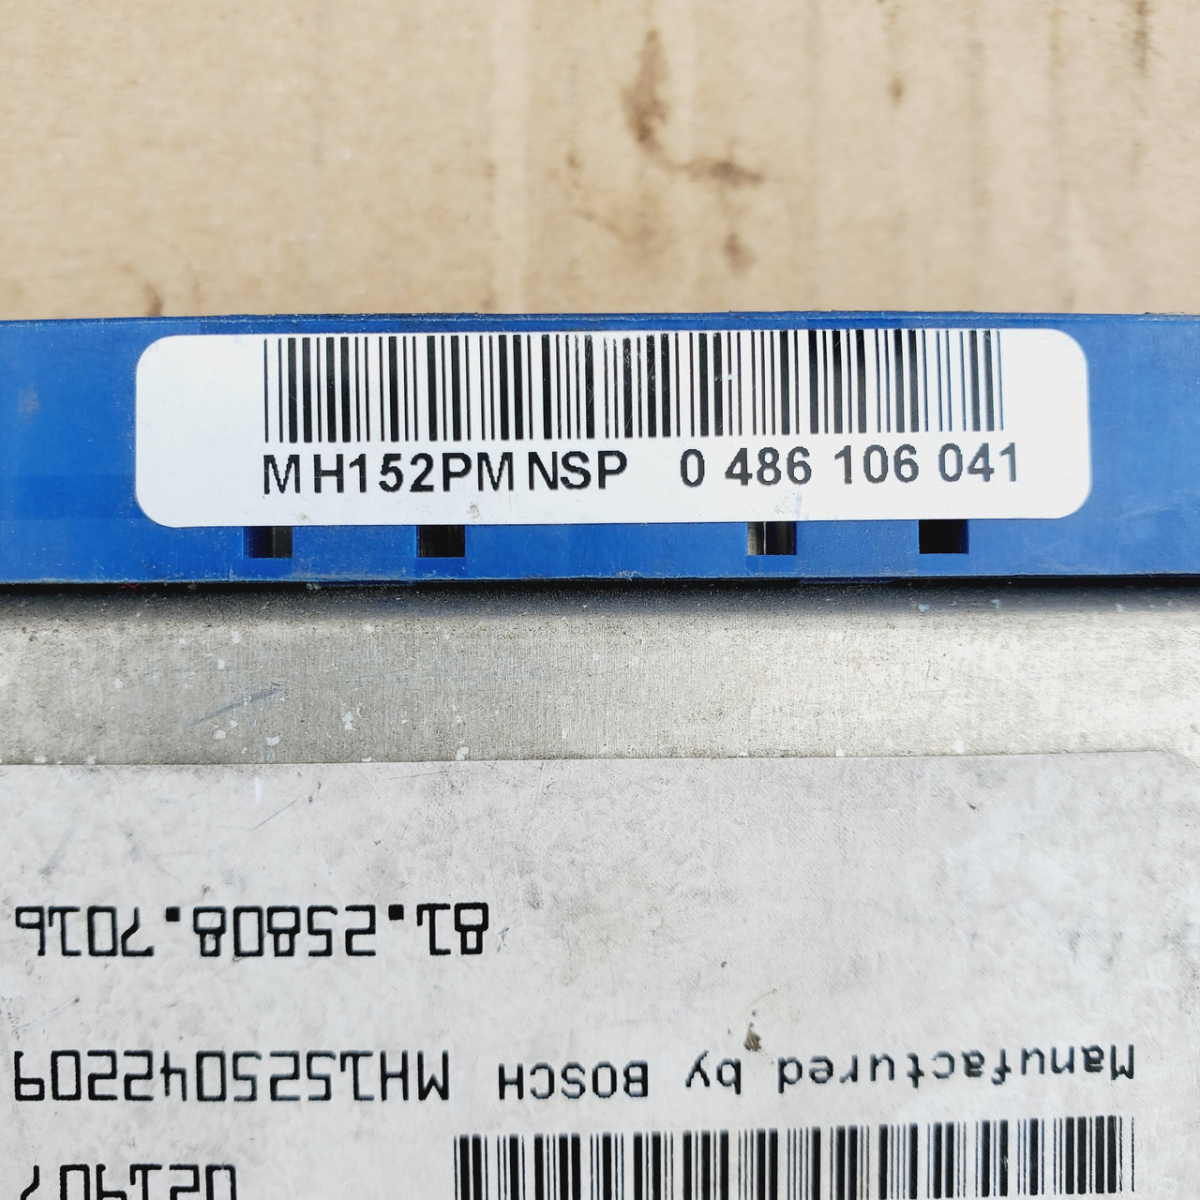 MH152PMNSP 0 486 106 041
81.25808.7016
Manufactured by BOSCH MH1525042209